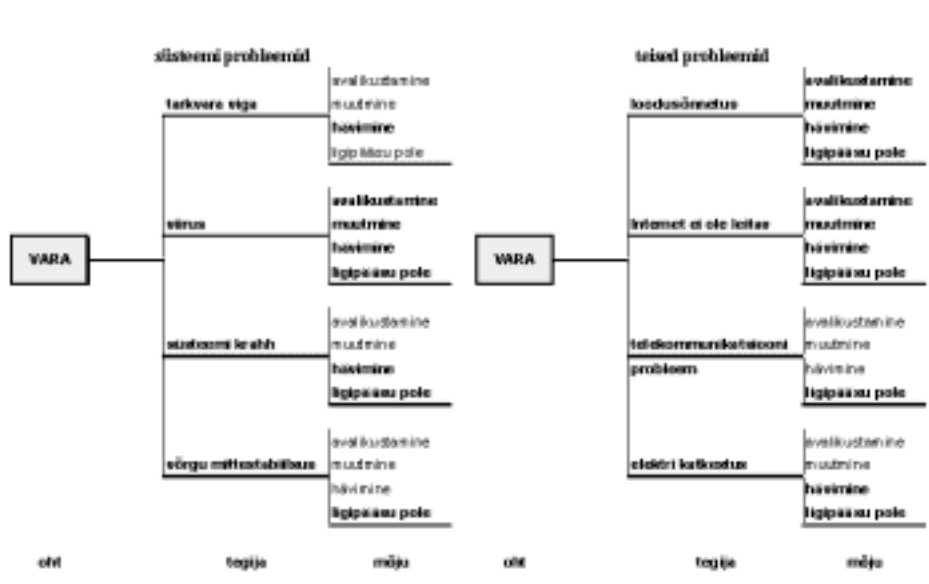 süsteemi probleemid
avalikustamine
tarkvara viga
muutmine
hävimine
ligipääsu pole
avalikustamine
viirus
muutmine
hävimine
VARA
ligipääsu pole
avalikustamine
süsteemi krahh
muutmine
hävimine
ligipääsu pole
avalikustamine
võrgu mittestabiilsus
muutmine
hävimine
ligipääsu pole
oht
tegija
mõju
teised probleemid
avalikustamine
loodusõnnetus
muutmine
hävimine
ligipääsu pole
avalikustamine
Internet ei ole leitav
muutmine
hävimine
VARA
ligipääsu pole
avalikustamine
telekommunikatsiooni
muutmine
probleem
hävimine
ligipääsu pole
avalikustamine
elektri katkestus
muutmine
hävimine
ligipääsu pole
oht
tegija
mõju